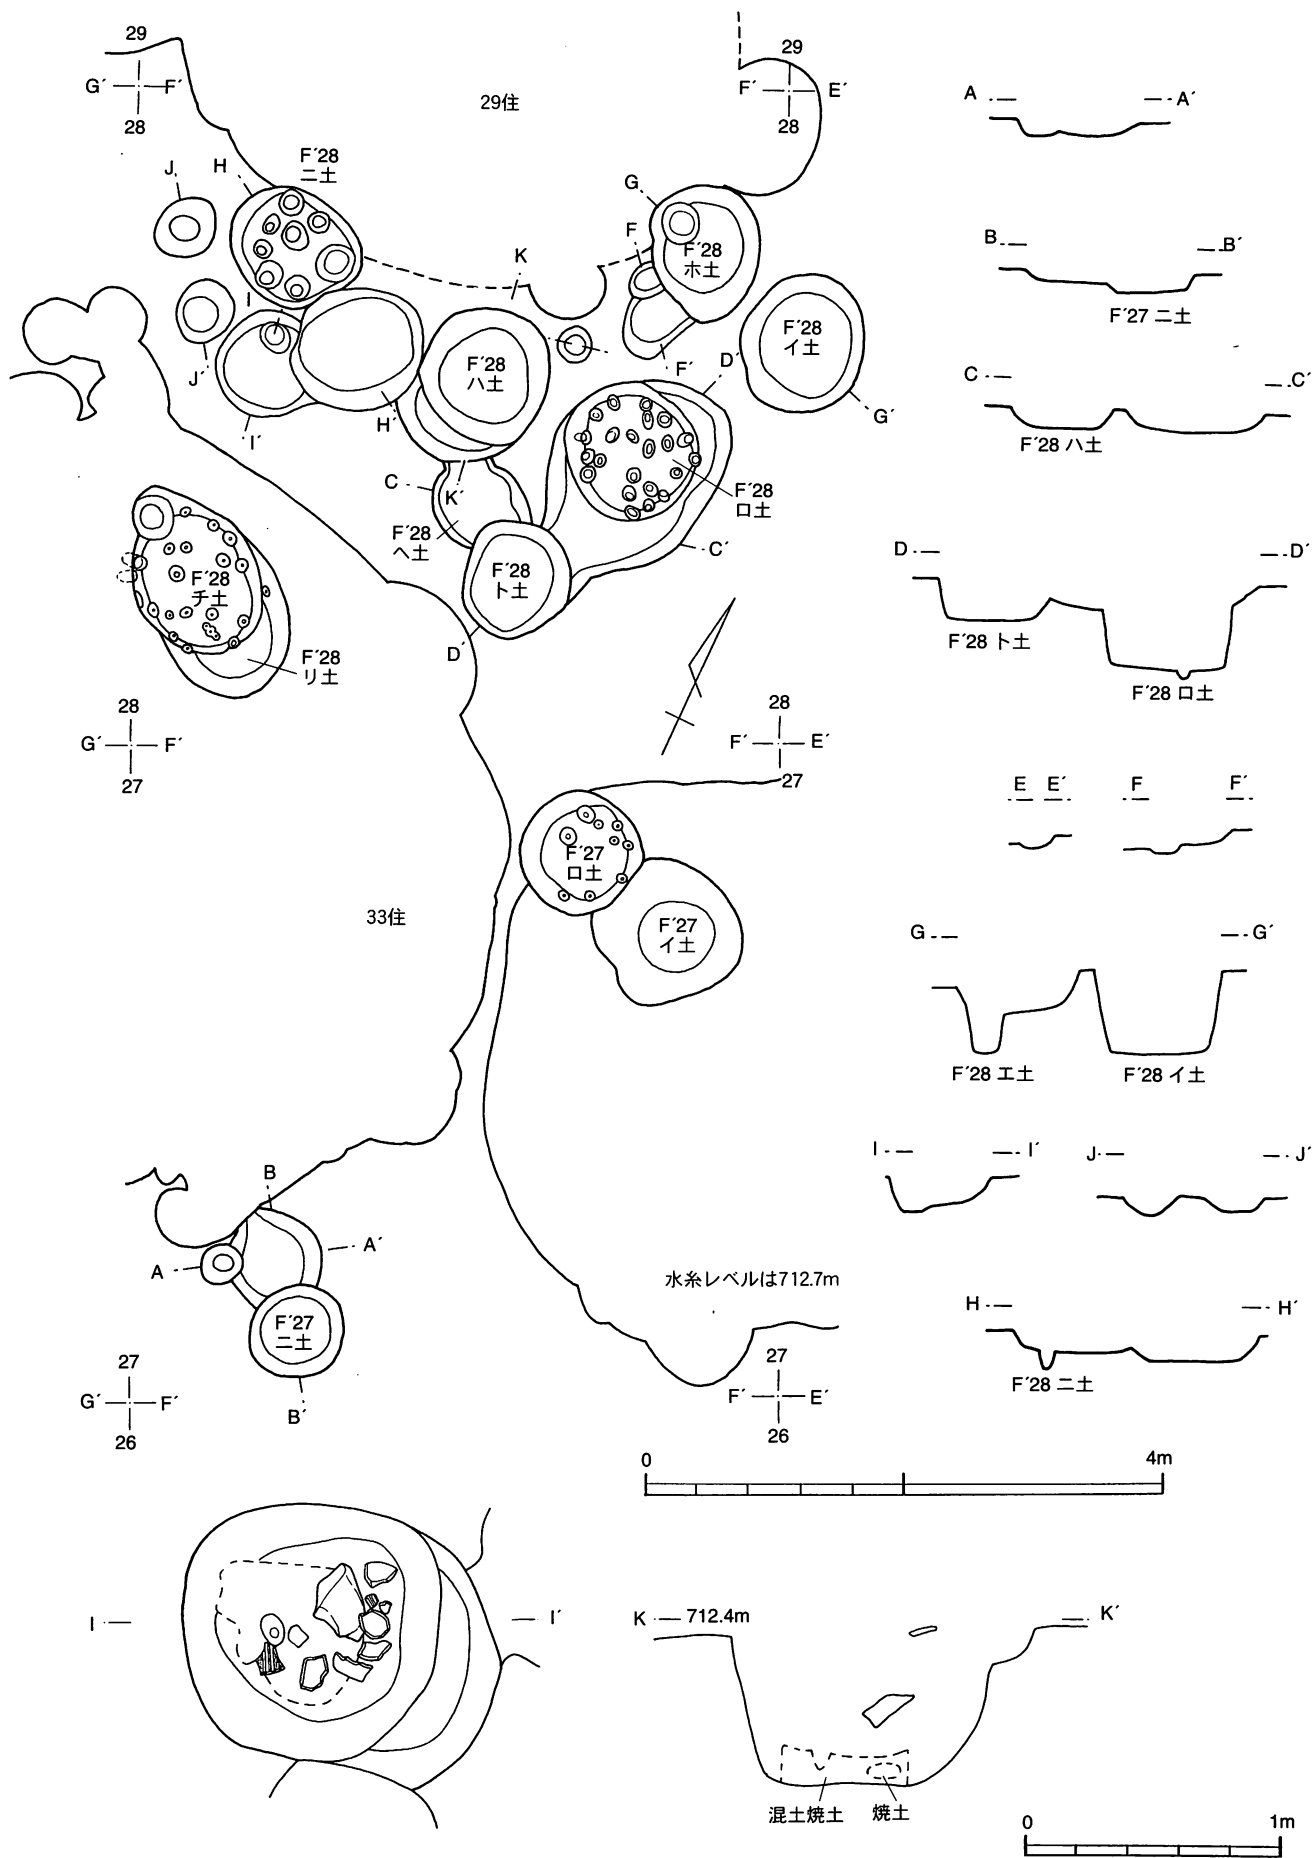 29
G´ F´
28
29住
29
F´ E´
28
J
H
F´28
ニ土
G
F
K
F´28
ホ土
F´28
イ土
I
J´
F´28
ハ土
F´
D´
G´
H´
I´
C
K´
F´28
ロ土
F´28
ヘ土
C´
F´28
ト土
D´
F´28
チ土
F´28
リ土
28
G´ F´
27
28
F´ E´
27
F´27
ロ土
F´27
イ土
33住
B
A A´
F´27
ニ土
B´
水糸レベルは712.7m
27
G´ F´
26
27
F´ E´
26
0 4m
A A´
B B´
F´27 ニ土
C C´
F´28 ハ土
D D´
F´28 ト土
F´28 ロ土
E E´ F F´
G G´
F´28 エ土 F´28 イ土
I I´ J J´
H H´
F´28 ニ土
I I´
K 712.4m K´
混土焼土 焼土
0 1m